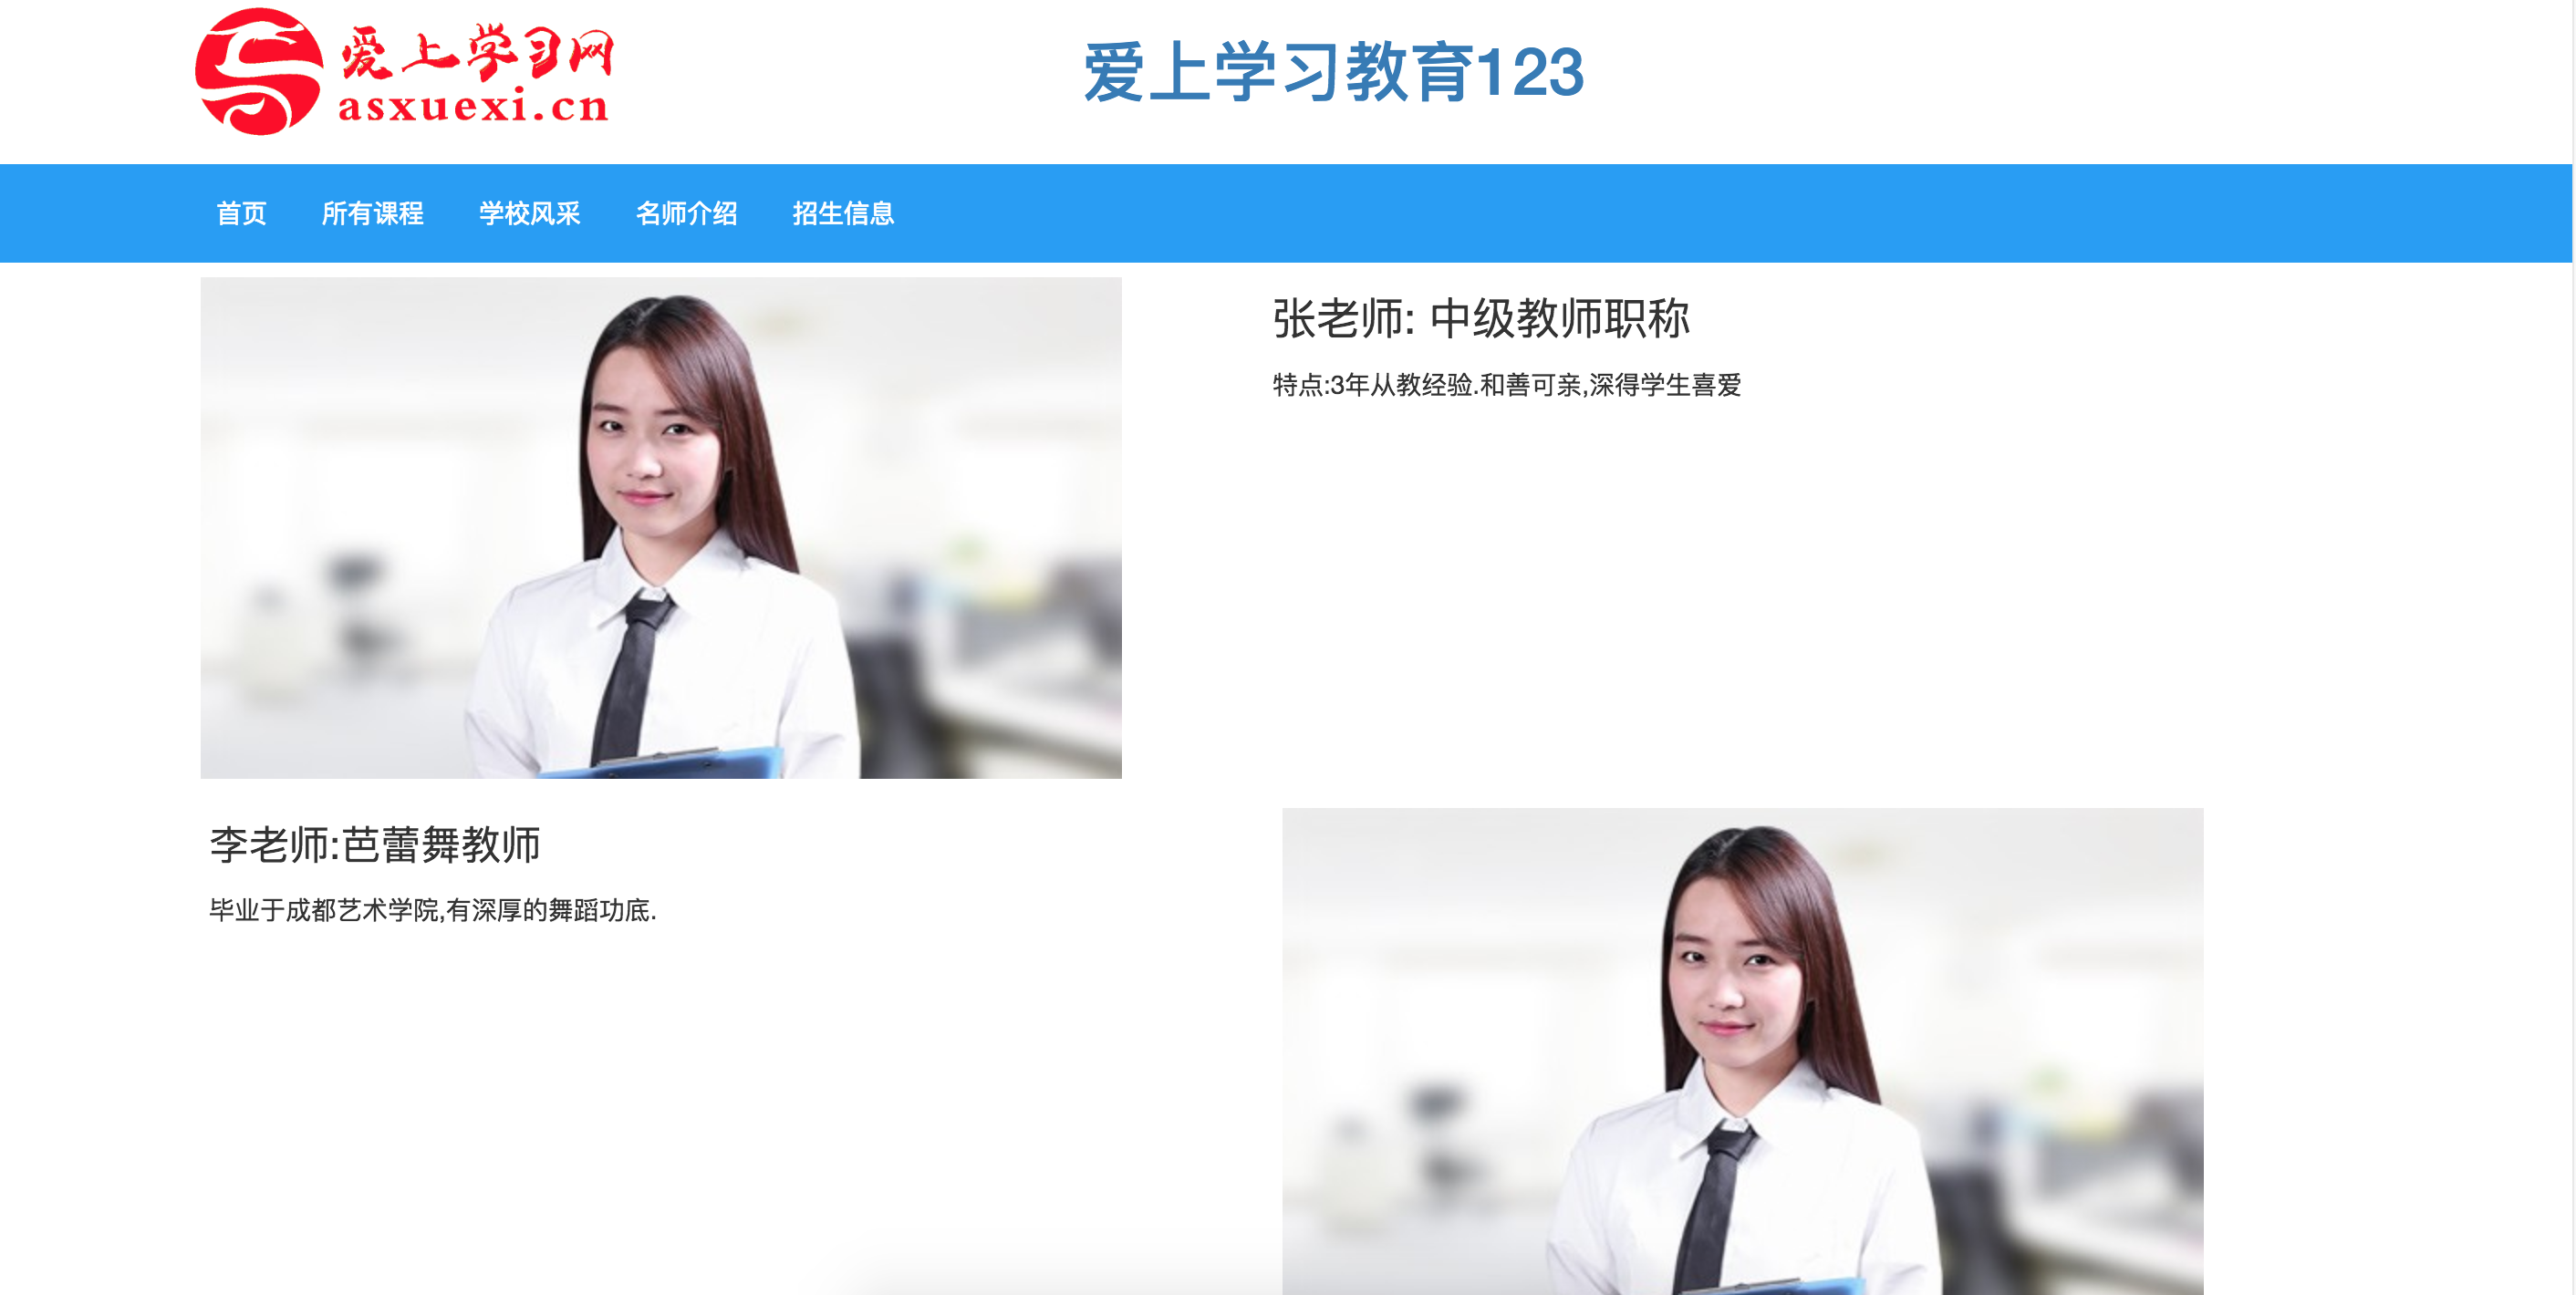 爱上学习网
asxuexi.cn
爱上学习教育123
首页 所有课程 学校风采 名师介绍 招生信息
张老师: 中级教师职称
特点:3年从教经验.和善可亲,深得学生喜爱
李老师:芭蕾舞教师
毕业于成都艺术学院,有深厚的舞蹈功底.